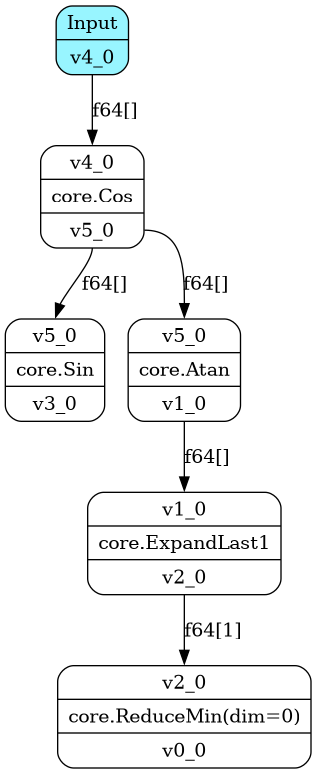 Input
v4_0
f64[]
v4_0
core.Cos
v5_0
f64[]
f64[]
v5_0
core.Sin
v3_0
v5_0
core.Atan
v1_0
f64[]
v1_0
core.ExpandLast1
v2_0
f64[1]
v2_0
core.ReduceMin(dim=0)
v0_0